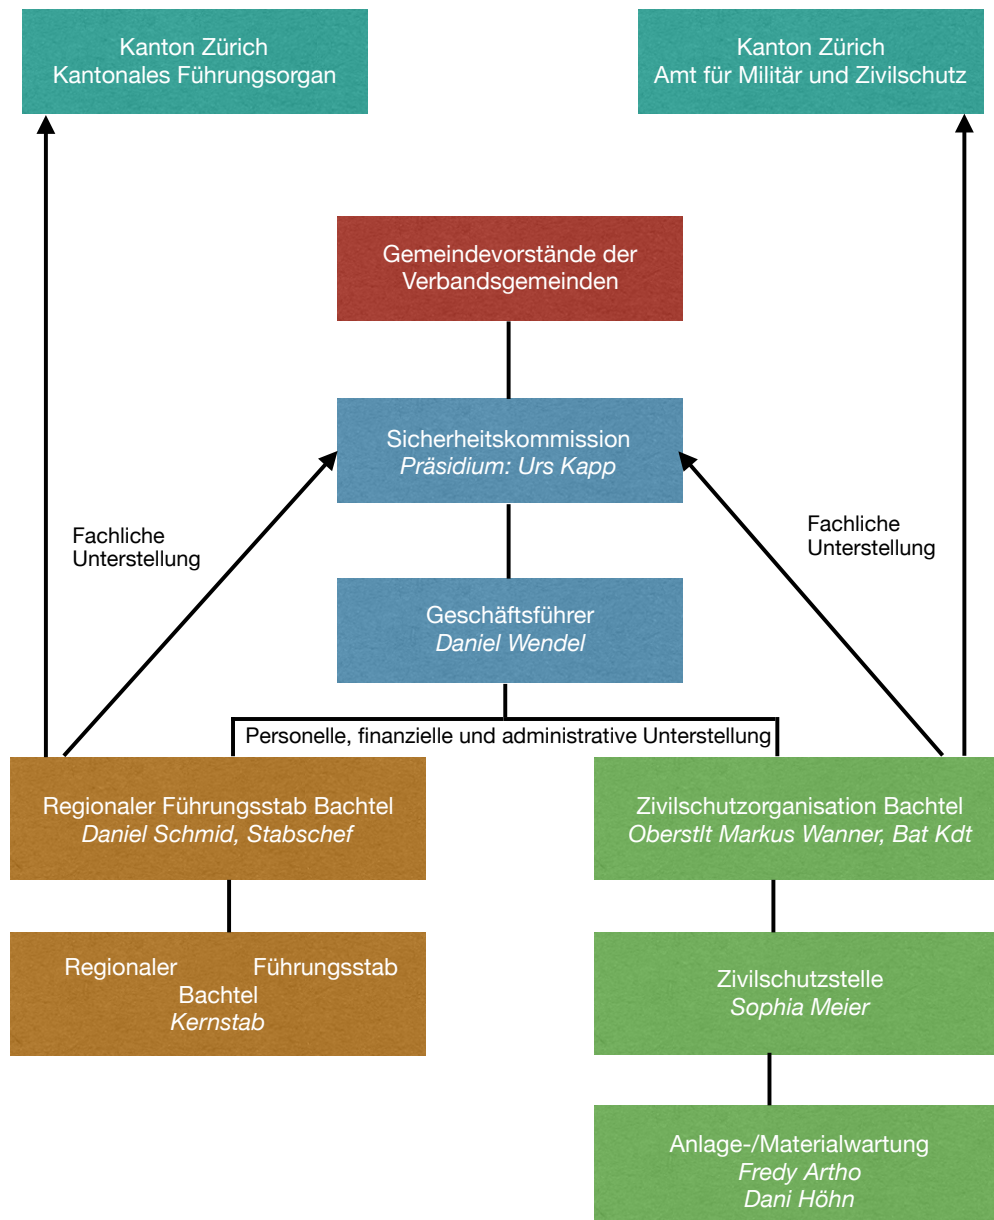 Kanton Zürich
Kantonales Führungsorgan
Kanton Zürich
Amt für Militär und Zivilschutz
Gemeindevorstände der
Verbandsgemeinden
Sicherheitskommission
Präsidium: Urs Kapp
Fachliche
Unterstellung
Fachliche
Unterstellung
Geschäftsführer
Daniel Wendel
Personelle, finanzielle und administrative Unterstellung
Regionaler Führungsstab Bachtel
Daniel Schmid, Stabschef
Zivilschutzorganisation Bachtel
Oberstlt Markus Wanner, Bat Kdt
Regionaler Führungsstab
Bachtel
Kernstab
Zivilschutzstelle
Sophia Meier
Anlage-/Materialwartung
Fredy Artho
Dani Höhn